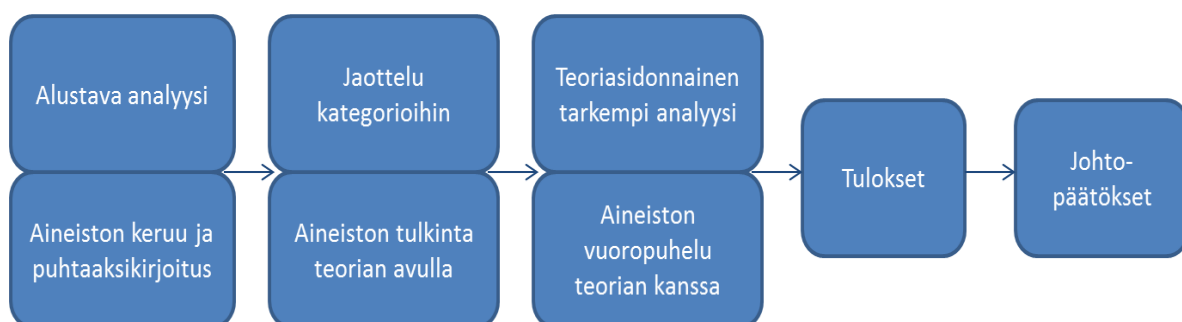 Alustava analyysi
Aineiston keruu ja
puhtaaksikirjoitus
Jaottelu
kategorioihin
Aineiston tulkinta
teorian avulla
Teoriasidonnainen
tarkempi analyysi
Aineiston
vuoropuhelu
teorian kanssa
Tulokset
Johto-
päätökset